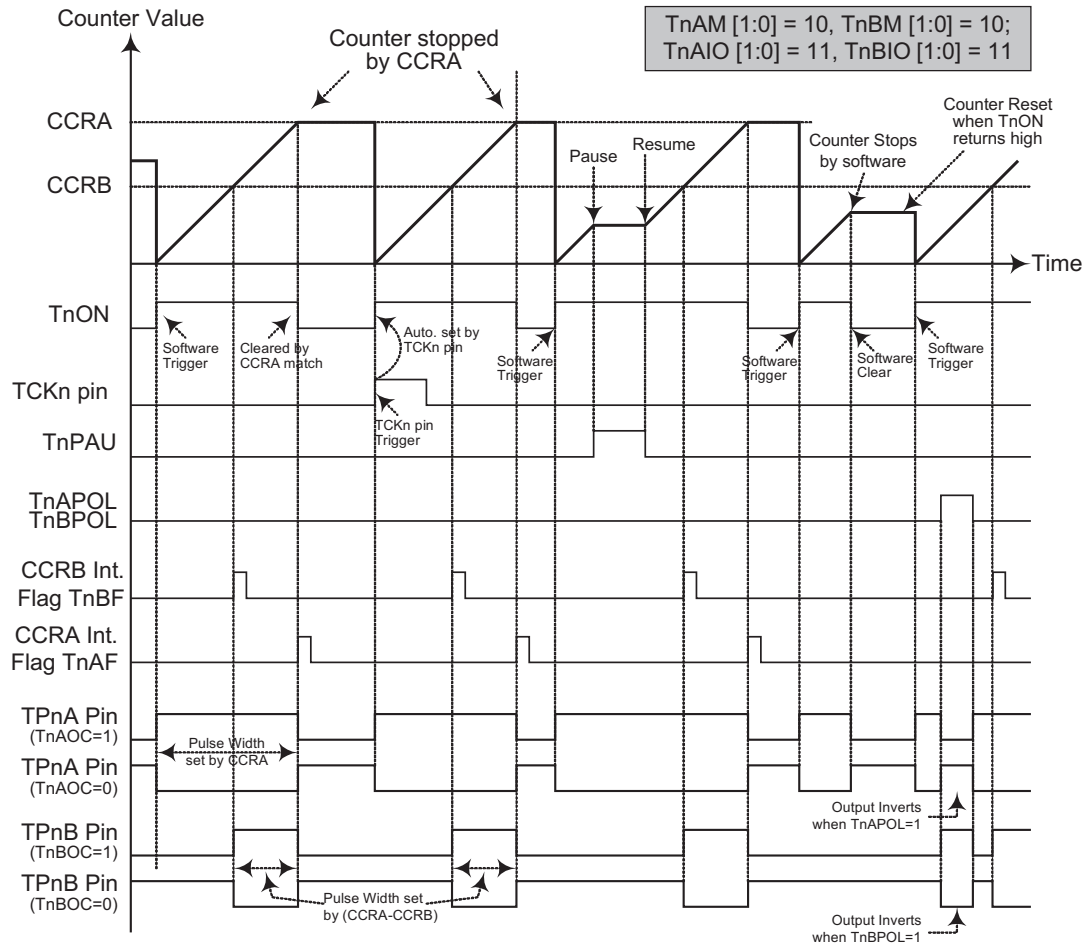 Counter Value
TnAM [1:0] = 10, TnBM [1:0] = 10;
TnAIO [1:0] = 11, TnBIO [1:0] = 11
Counter stopped
by CCRA
Counter Reset
when TnON
returns high
CCRA
Counter Stops
by software
Pause
Resume
CCRB
Time
TnON
Software
Trigger
Cleared by
CCRA match
Auto. set by
TCKn pin
Software
Trigger
Software
Trigger
Software
Clear
Software
Trigger
TCKn pin
TCKn pin
Trigger
TnPAU
TnAPOL
TnBPOL
CCRB Int.
Flag TnBF
CCRA Int.
Flag TnAF
TPnA Pin
(TnAOC=1)
Pulse Width
set by CCRA
TPnA Pin
(TnAOC=0)
Output Inverts
when TnAPOL=1
TPnB Pin
(TnBOC=1)
TPnB Pin
(TnBOC=0)
Pulse Width set
by (CCRA-CCRB)
Output Inverts
when TnBPOL=1